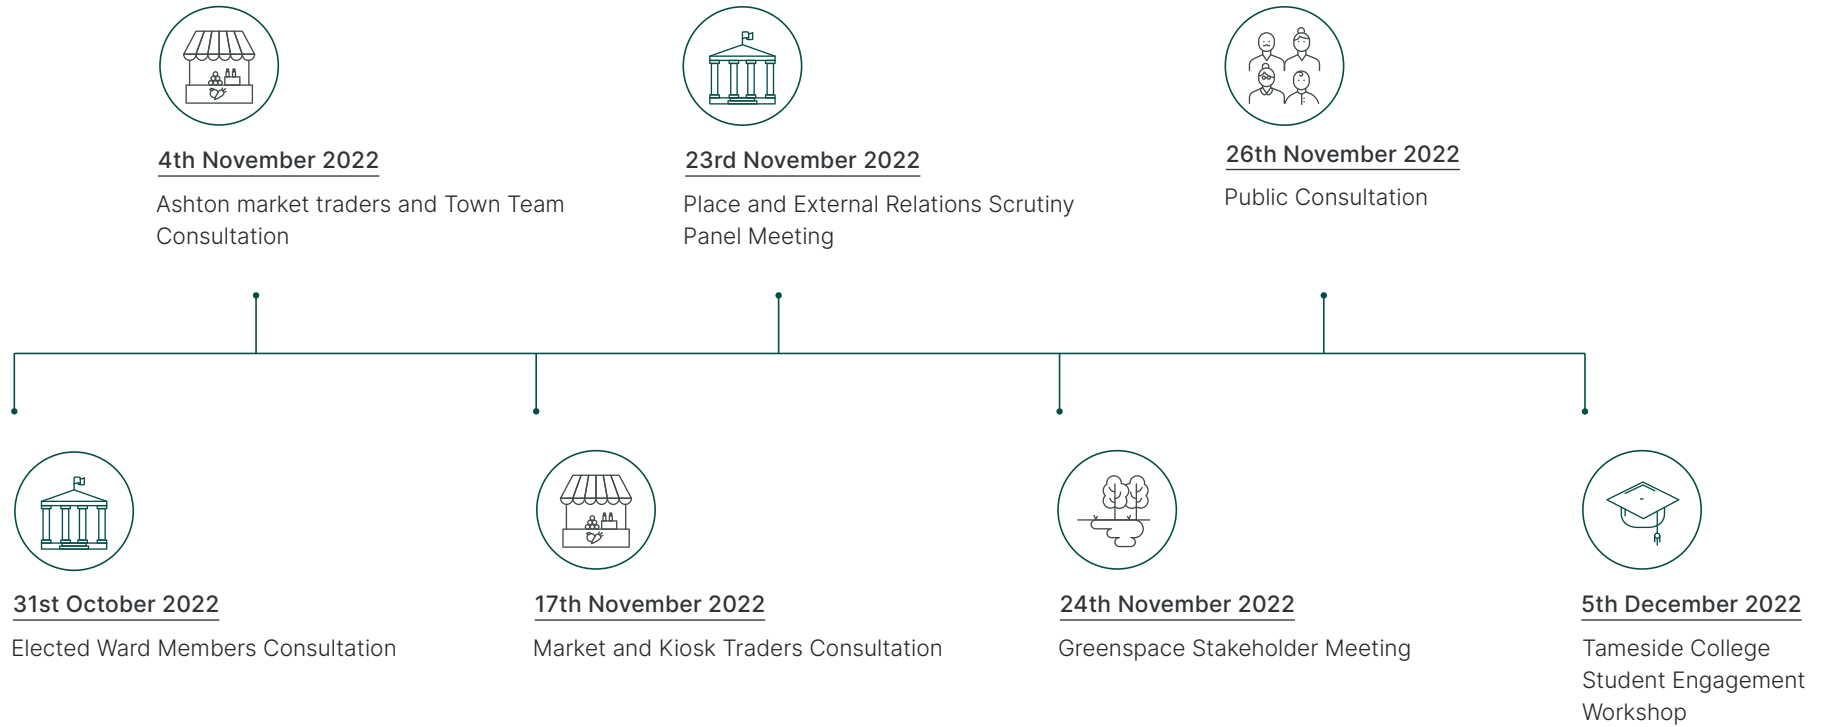 4th November 2022
Ashton market traders and Town Team
Consultation
23rd November 2022
Place and External Relations Scrutiny
Panel Meeting
26th November 2022
Public Consultation
31st October 2022
Elected Ward Members Consultation
17th November 2022
Market and Kiosk Traders Consultation
24th November 2022
Greenspace Stakeholder Meeting
5th December 2022
Tameside College
Student Engagement
Workshop